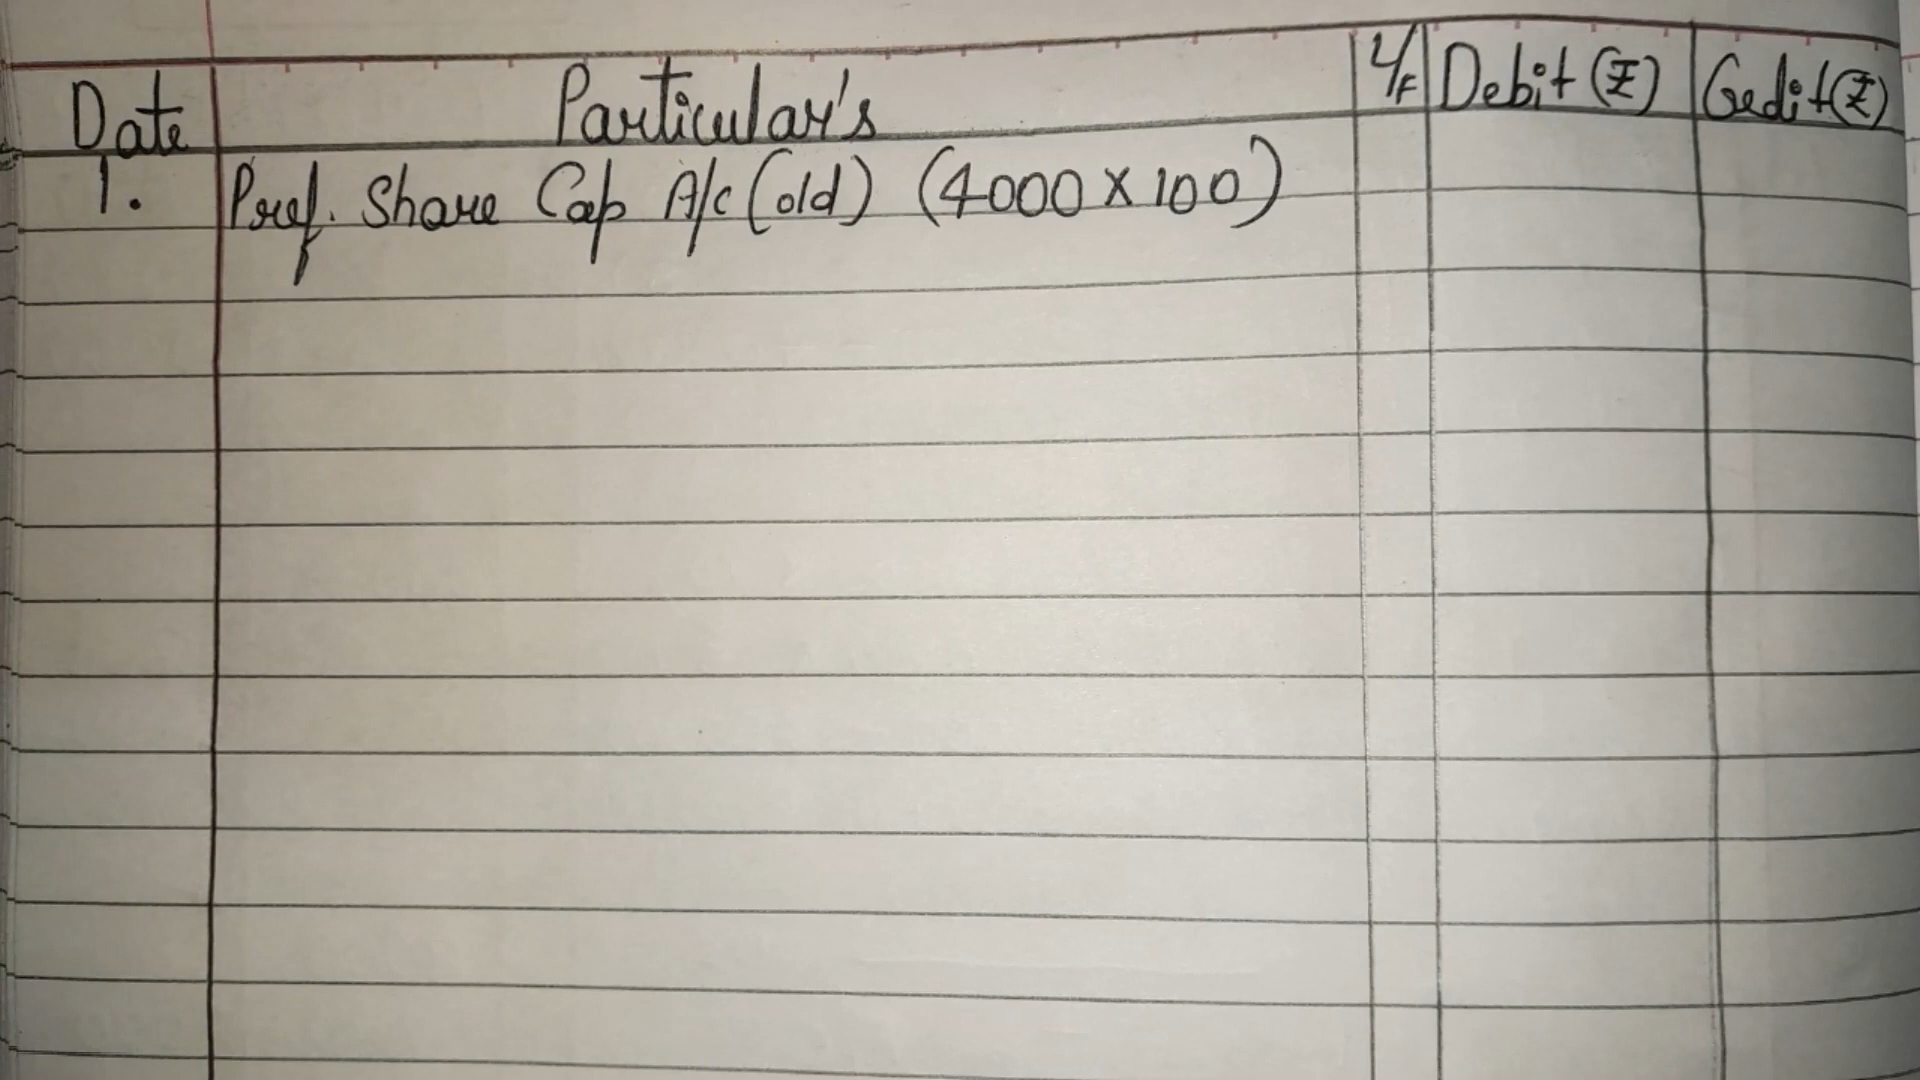 Date Particular's L/F Debit (₹) Credit (₹)
1. Pref. Share Cap A/c (old) (4000 x 100)